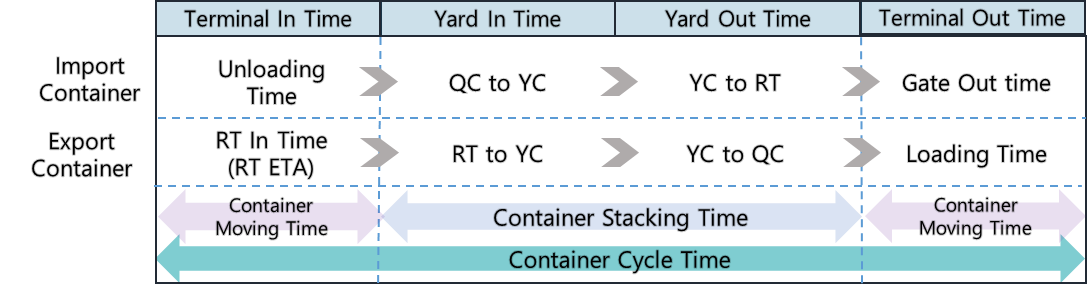 Terminal In Time
Yard In Time
Yard Out Time
Terminal Out Time
Import
Container
Unloading
Time
QC to YC
YC to RT
Gate Out time
Export
Container
RT In Time
(RT ETA)
RT to YC
YC to QC
Loading Time
Container
Moving Time
Container Stacking Time
Container
Moving Time
Container Cycle Time